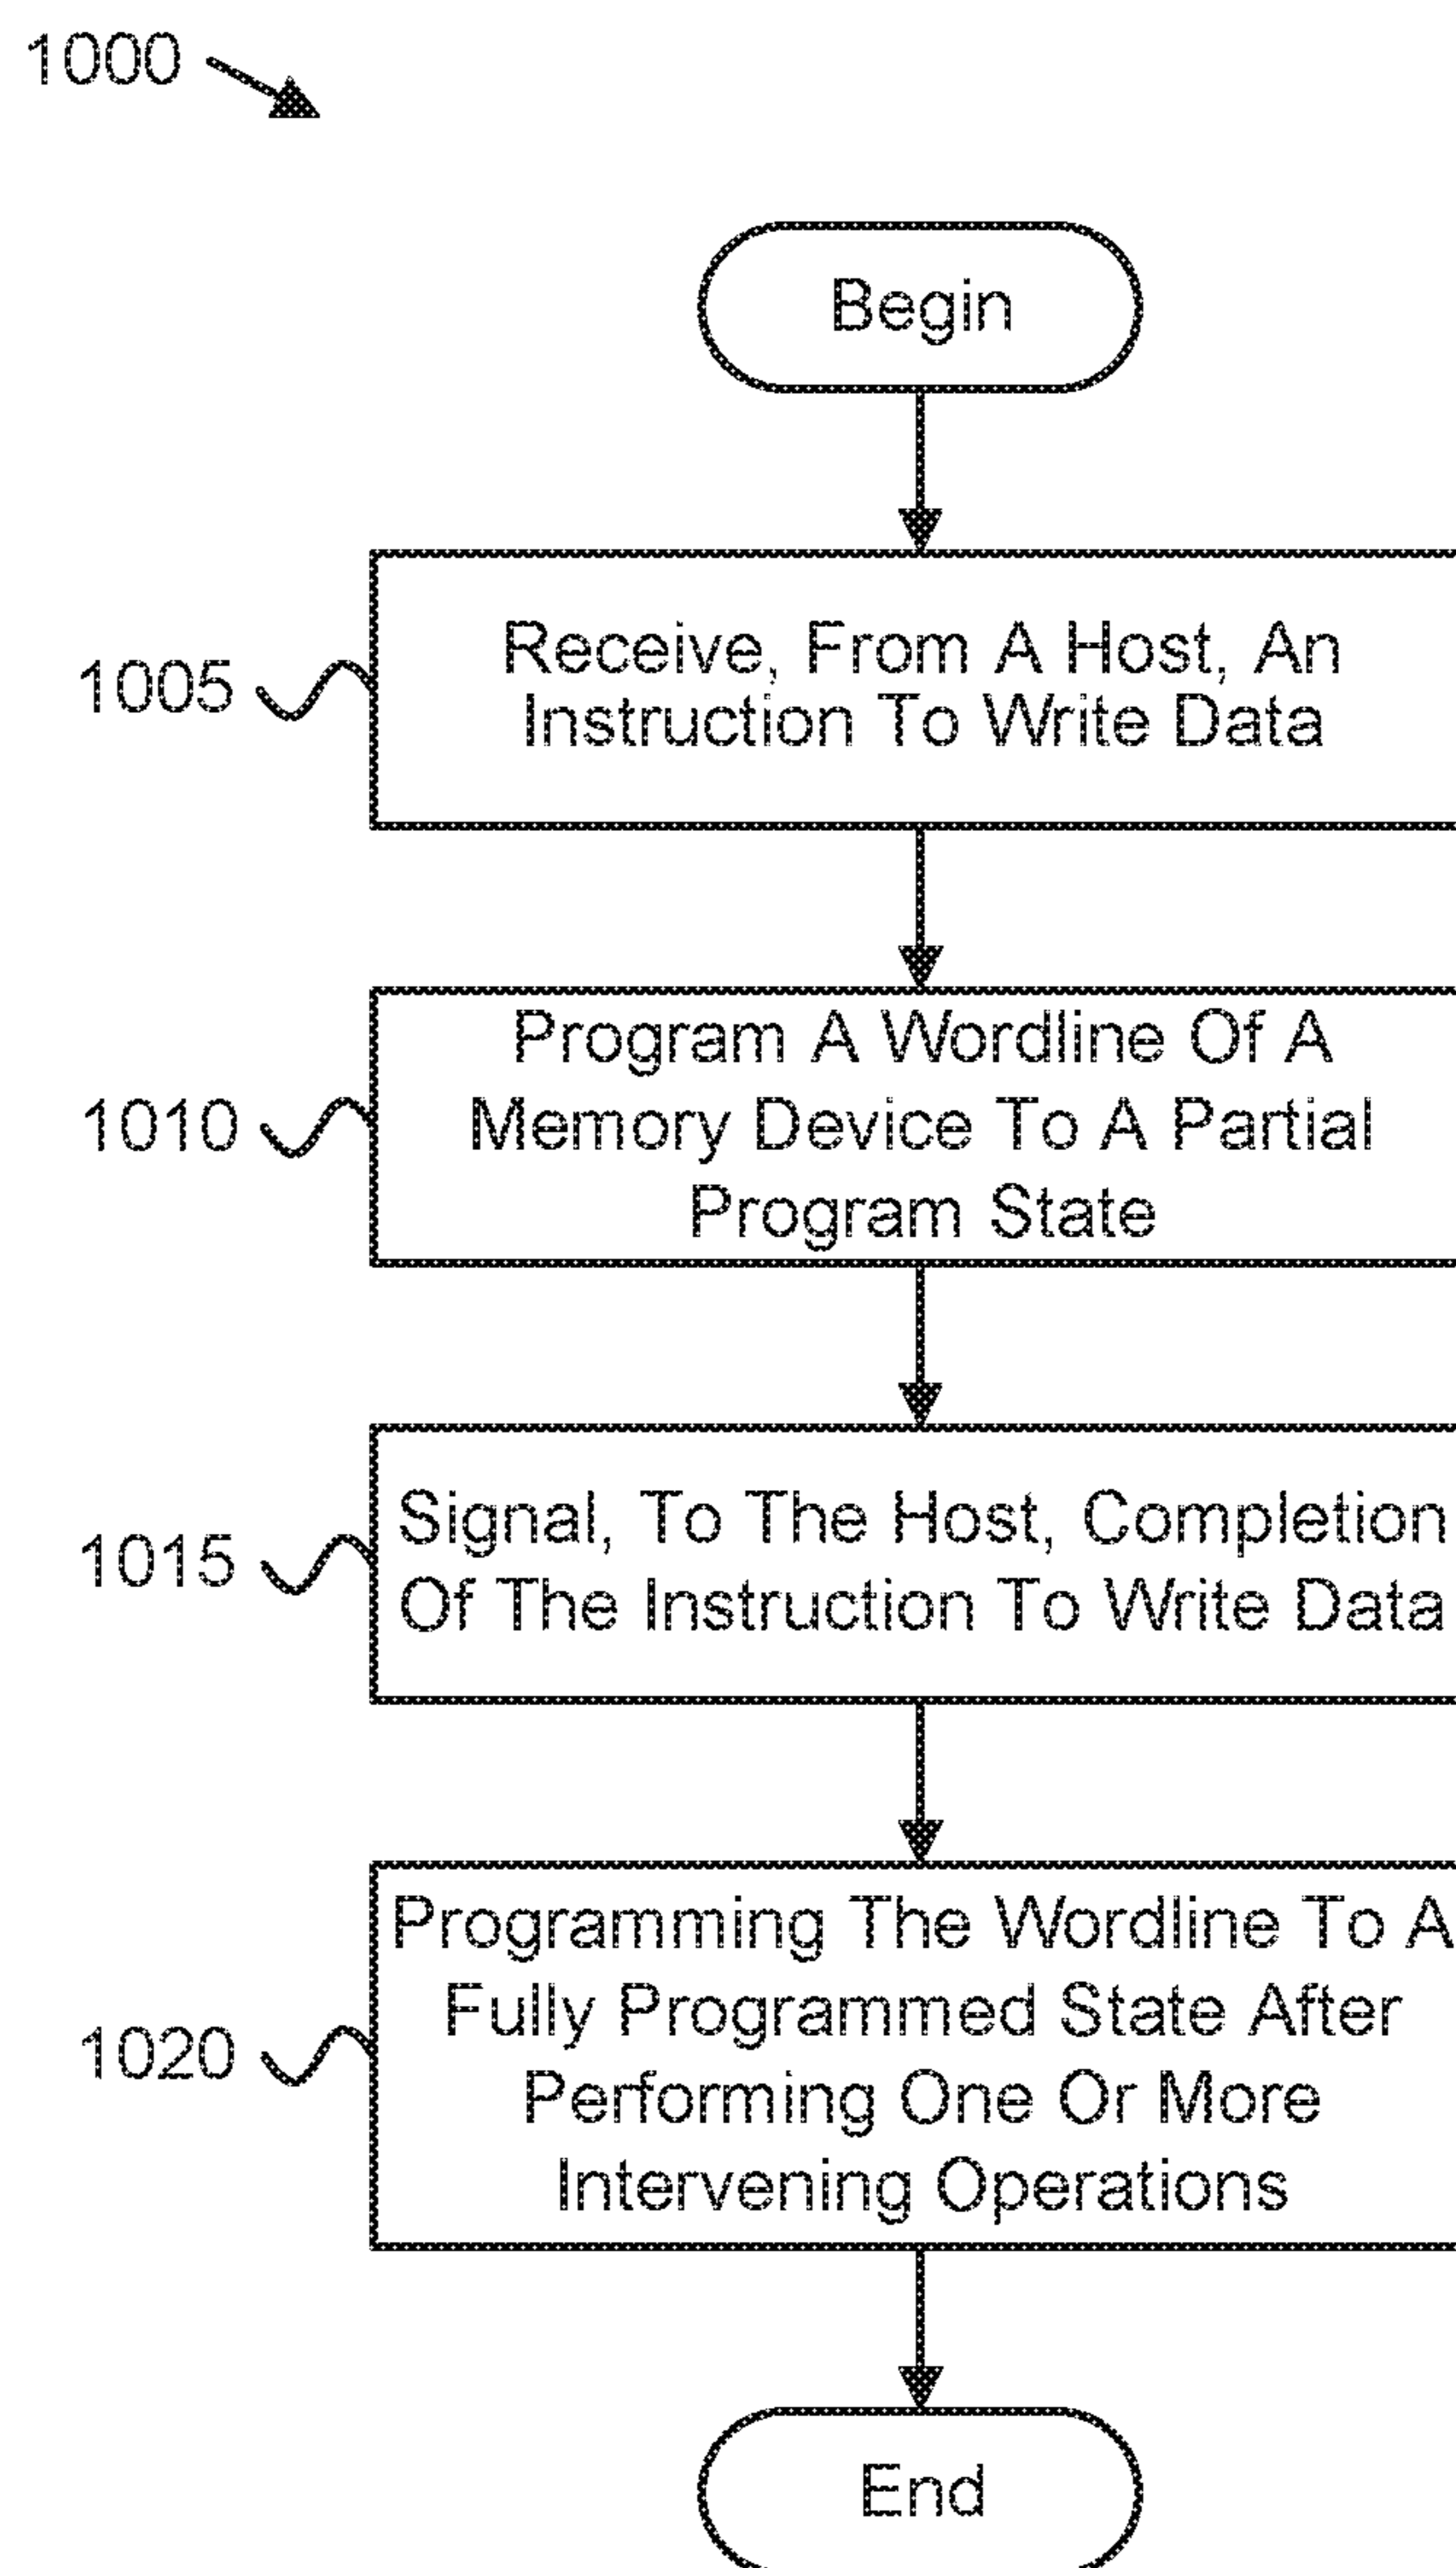 1000
Begin
1005
Receive, From A Host, An
Instruction To Write Data
1010
Program A Wordline Of A
Memory Device To A Partial
Program State
1015
Signal, To The Host, Completion
Of The Instruction To Write Data
1020
Programming The Wordline To A
Fully Programmed State After
Performing One Or More
Intervening Operations
End